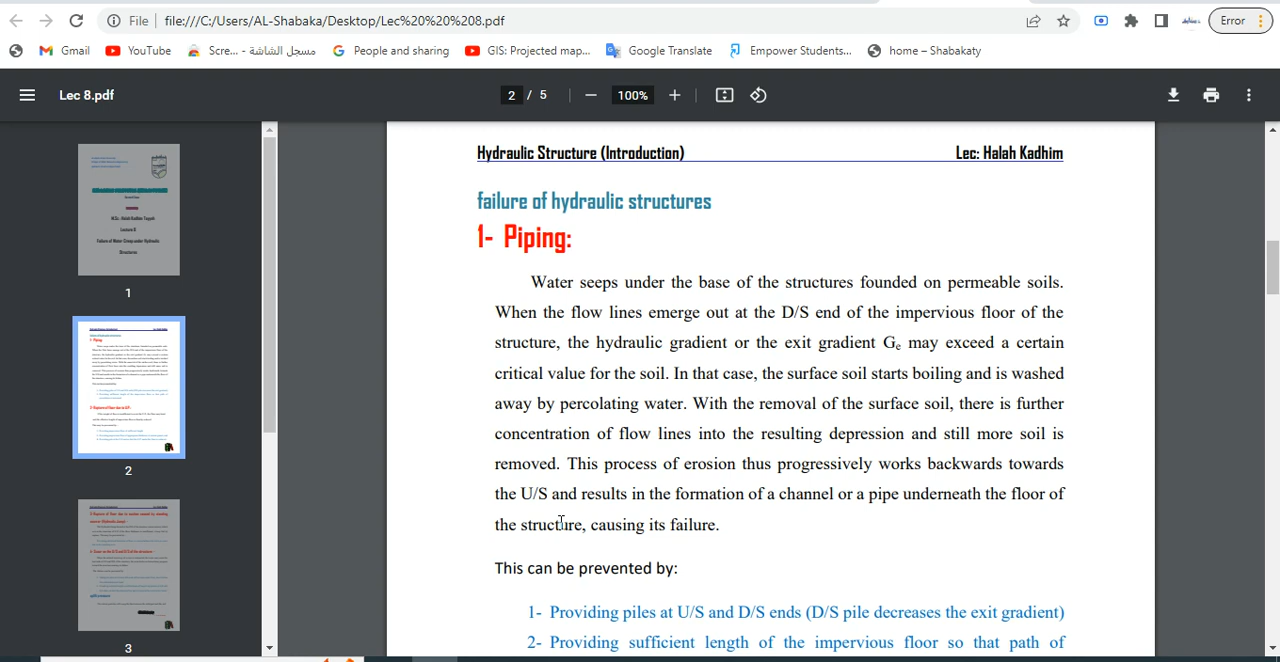 File | file:///C:/Users/AL-Shabaka/Desktop/Lec%20%20%208.pdf
Error
Gmail YouTube Scre... - مسجل الشاشة People and sharing GIS: Projected map... Google Translate Empower Students... home – Shabakaty
Lec 8.pdf
2 / 5
100%
Hydraulic Structure (Introduction) Lec: Halah Kadhim
failure of hydraulic structures
1- Piping:
Water seeps under the base of the structures founded on permeable soils.
When the flow lines emerge out at the D/S end of the impervious floor of the
structure, the hydraulic gradient or the exit gradient Ge may exceed a certain
critical value for the soil. In that case, the surface soil starts boiling and is washed
away by percolating water. With the removal of the surface soil, there is further
concentration of flow lines into the resulting depression and still more soil is
removed. This process of erosion thus progressively works backwards towards
the U/S and results in the formation of a channel or a pipe underneath the floor of
the structure, causing its failure.
This can be prevented by:
1- Providing piles at U/S and D/S ends (D/S pile decreases the exit gradient)
2- Providing sufficient length of the impervious floor so that path of
1
2
3